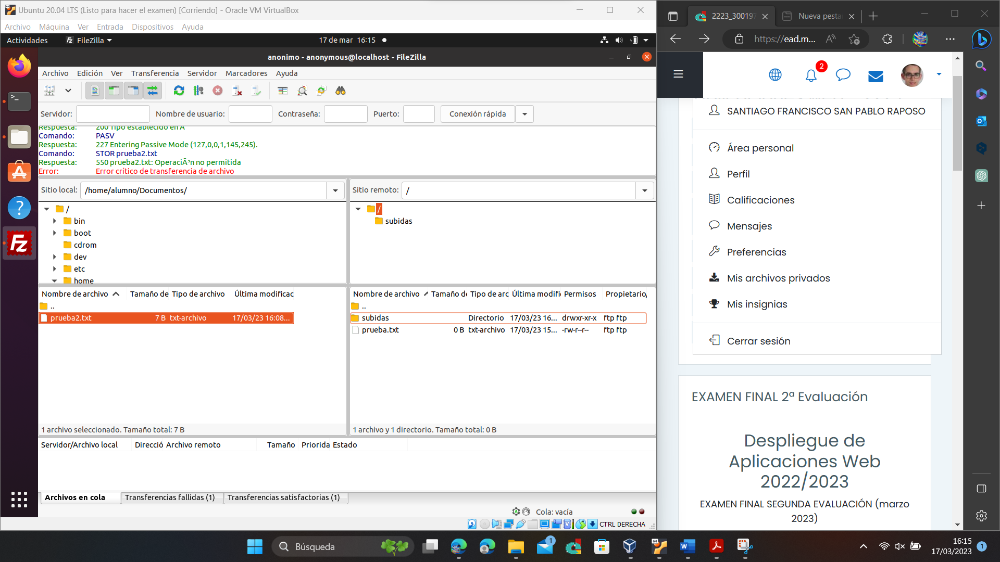 Ubuntu 20.04 LTS (Listo para hacer el examen) [Corriendo] - Oracle VM VirtualBox
Archivo Máquina Ver Entrada Dispositivos Ayuda
Actividades FileZilla 17 de mar 16:15
anonimo - anonymous@localhost - FileZilla
Archivo Edición Ver Transferencia Servidor Marcadores Ayuda
Servidor: Nombre de usuario: Contraseña: Puerto: Conexión rápida
Respuesta: 200 Tipo establecido en A
Comando: PASV
Respuesta: 227 Entering Passive Mode (127,0,0,1,145,245).
Comando: STOR prueba2.txt
Respuesta: 550 prueba2.txt: OperaciÃ³n no permitida
Error: Error crítico de transferencia de archivo
Sitio local: /home/alumno/Documentos/
/
bin
boot
cdrom
dev
etc
home
Sitio remoto: /
/
subidas
Nombre de archivo Tamaño de Tipo de archivo Última modificac
..
prueba2.txt 7 B txt-archivo 17/03/23 16:08...
1 archivo seleccionado. Tamaño total: 7 B
Nombre de archivo Tamaño de Tipo de arc Última modifi Permisos Propietario/
..
subidas Directorio 17/03/23 16... drwxr-xr-x ftp ftp
prueba.txt 0 B txt-archivo 17/03/23 15... -rw-r--r-- ftp ftp
1 archivo y 1 directorio. Tamaño total: 0 B
Servidor/Archivo local Direcció Archivo remoto Tamaño Priorida Estado
Archivos en cola Transferencias fallidas (1) Transferencias satisfactorias (1)
Cola: vacía
CTRL DERECHA
2223_300197 Nueva pesta
https://ead.m...
2
SANTIAGO FRANCISCO SAN PABLO RAPOSO
Área personal
Perfil
Calificaciones
Mensajes
Preferencias
Mis archivos privados
Mis insignias
Cerrar sesión
EXAMEN FINAL 2ª Evaluación
Despliegue de
Aplicaciones Web
2022/2023
EXAMEN FINAL SEGUNDA EVALUACIÓN (marzo
2023)
Búsqueda
1
64
16:15
17/03/2023
1